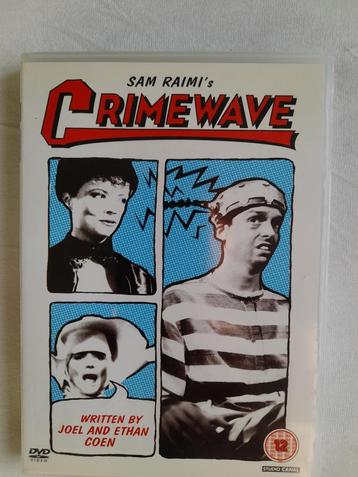 SAM RAIMI's
CRIMEWAVE
WRITTEN BY
JOEL AND ETHAN
COEN
DVD
VIDEO
12
STUDIO CANAL